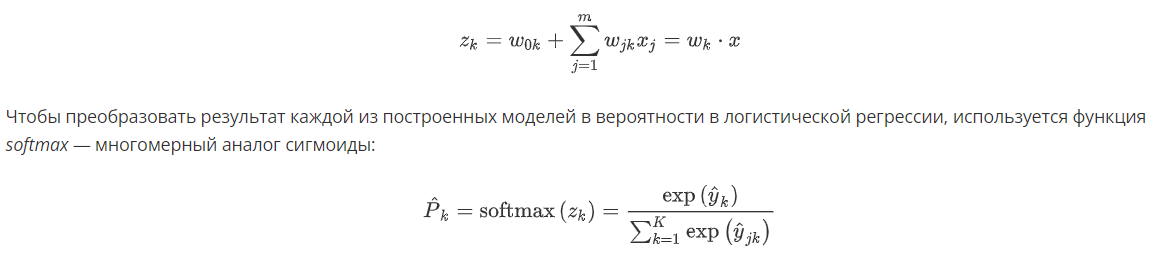 $$z_k = w_{0k} + \sum_{j=1}^{m} w_{jk} x_j = w_k \cdot x$$
Чтобы преобразовать результат каждой из построенных моделей в вероятности в логистической регрессии, используется функция
softmax — многомерный аналог сигмоиды:
$$\hat{P}_k = \text{softmax}(z_k) = \frac{\exp(\hat{y}_k)}{\sum_{k=1}^{K} \exp(\hat{y}_{jk})}$$